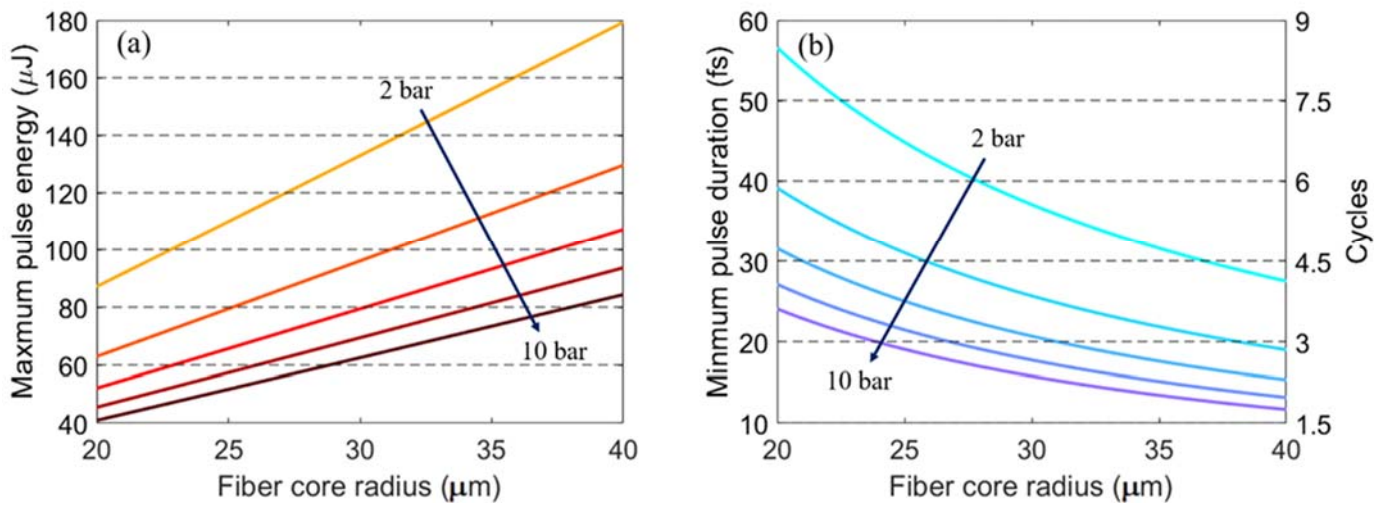 (a)
Maxmum pulse energy (μJ)
180
160
140
120
100
80
60
40
2 bar
10 bar
20
25
30
35
40
Fiber core radius (μm)
(b)
Minmum pulse duration (fs)
60
50
40
30
20
10
2 bar
10 bar
9
7.5
6
4.5
3
1.5
Cycles
20
25
30
35
40
Fiber core radius (μm)